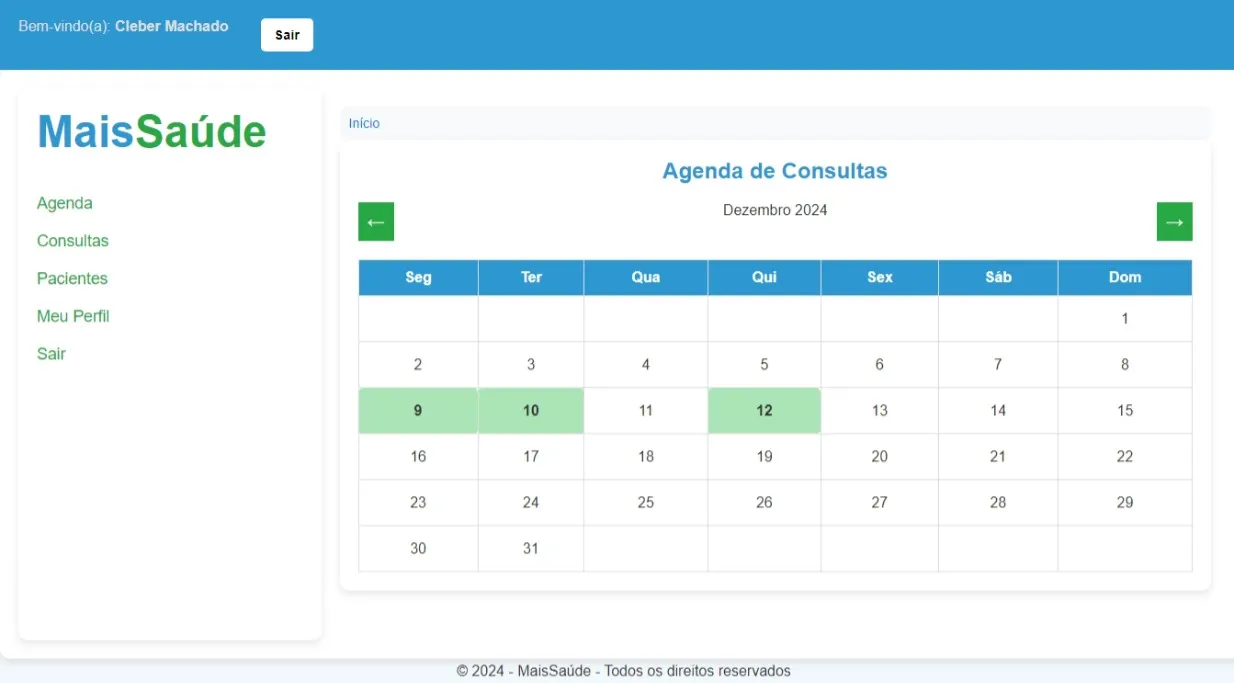 Bem-vindo(a): Cleber Machado
Sair
MaisSaúde
Agenda
Consultas
Pacientes
Meu Perfil
Sair
Início
Agenda de Consultas
← Dezembro 2024 →
Seg Ter Qua Qui Sex Sáb Dom
1
2 3 4 5 6 7 8
9 10 11 12 13 14 15
16 17 18 19 20 21 22
23 24 25 26 27 28 29
30 31
© 2024 - MaisSaúde - Todos os direitos reservados